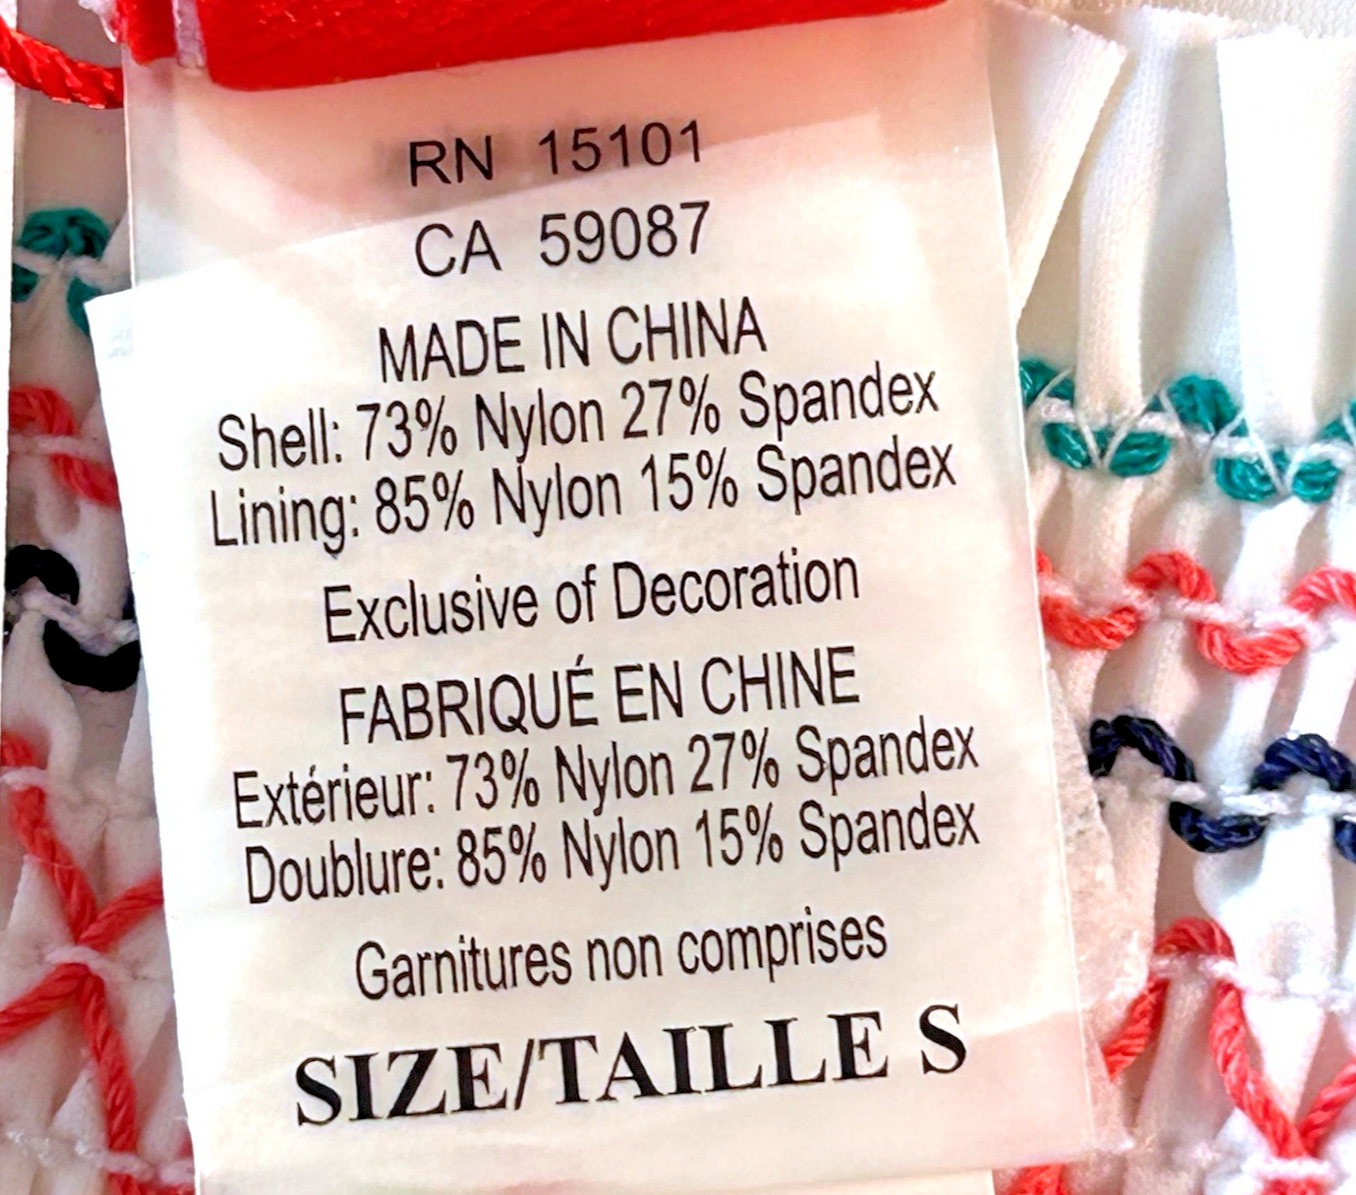 RN 15101
CA 59087
MADE IN CHINA
Shell: 73% Nylon 27% Spandex
Lining: 85% Nylon 15% Spandex
Exclusive of Decoration
FABRIQUÉ EN CHINE
Extérieur: 73% Nylon 27% Spandex
Doublure: 85% Nylon 15% Spandex
Garnitures non comprises
SIZE/TAILLE S